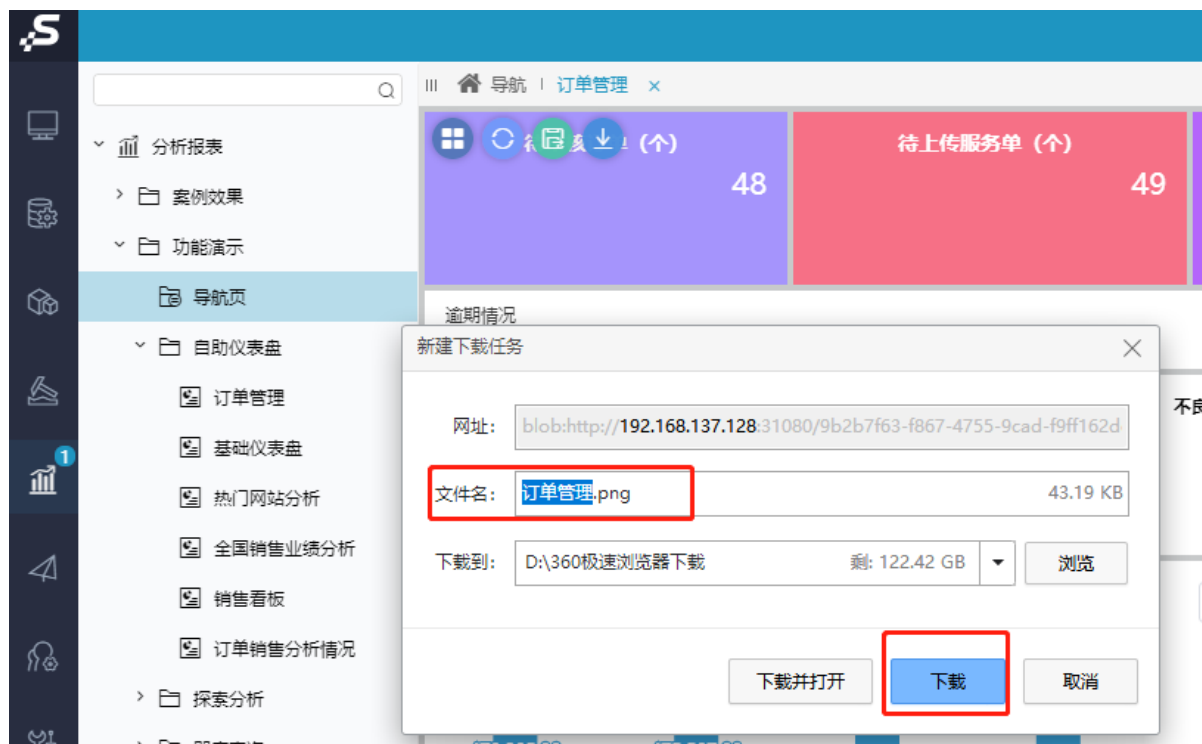 S
导航 订单管理 ×
分析报表
案例效果
功能演示
导航页
自助仪表盘
订单管理
基础仪表盘
热门网站分析
全国销售业绩分析
销售看板
订单销售分析情况
探索分析
1
(个)
48
待上传服务单(个)
49
逾期情况
新建下载任务
网址: blob:http://192.168.137.128:31080/9b2b7f63-f867-4755-9cad-f9ff162d
文件名: 订单管理.png 43.19 KB
下载到: D:\360极速浏览器下载 剩: 122.42 GB 浏览
下载并打开 下载 取消